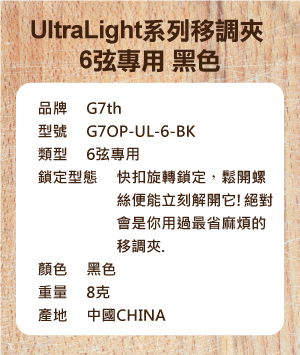 UltraLight系列移調夾
6弦專用 黑色
品牌 G7th
型號 G7OP-UL-6-BK
類型 6弦專用
鎖定型態 快扣旋轉鎖定，鬆開螺
絲便能立刻解開它! 絕對
會是你用過最省麻煩的
移調夾.
顏色 黑色
重量 8克
產地 中國CHINA